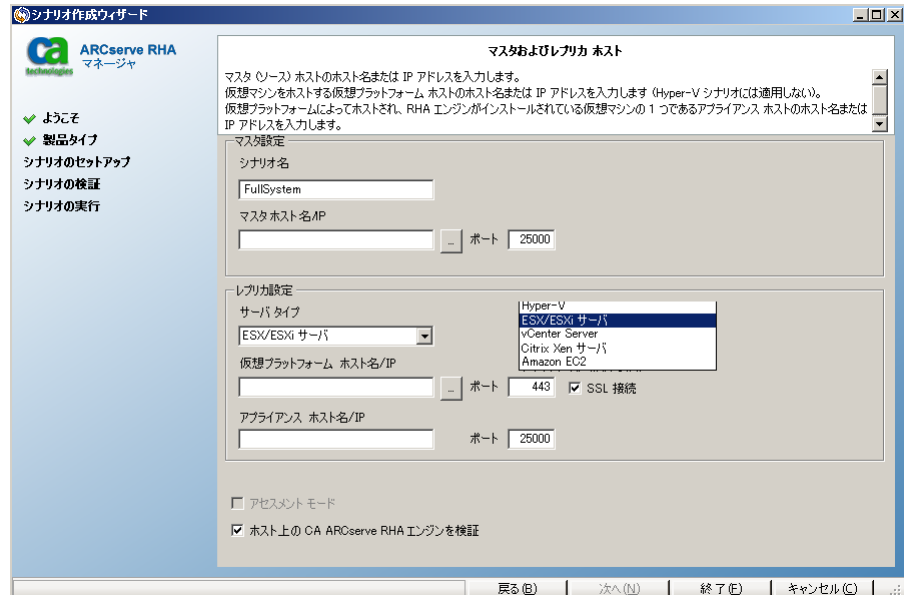 シナリオ作成ウィザード
ca
technologies
ARCserve RHA
マネージャ
ようこそ
製品タイプ
シナリオのセットアップ
シナリオの検証
シナリオの実行
マスタおよびレプリカ ホスト
マスタ (ソース) ホストのホスト名または IP アドレスを入力します。
仮想マシンをホストする仮想プラットフォーム ホストのホスト名または IP アドレスを入力します (Hyper-V シナリオには適用しない)。
仮想プラットフォームによってホストされ、RHA エンジンがインストールされている仮想マシンの 1 つであるアプライアンス ホストのホスト名または
IP アドレスを入力します。
マスタ設定
シナリオ名
FullSystem
マスタ ホスト名/IP
... ポート 25000
レプリカ設定
サーバ タイプ
ESX/ESXi サーバ
Hyper-V
ESX/ESXi サーバ
vCenter Server
Citrix Xen サーバ
Amazon EC2
仮想プラットフォーム ホスト名/IP
... ポート 443 SSL 接続
アプライアンス ホスト名/IP
ポート 25000
アセスメント モード
ホスト上の CA ARCserve RHA エンジンを検証
戻る(B) 次へ(N) 終了(F) キャンセル(C)